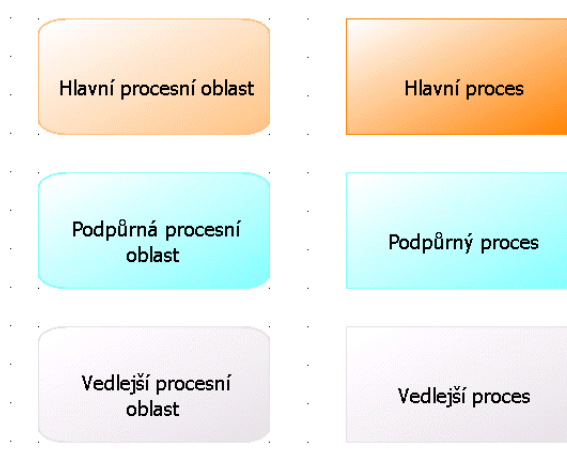 Hlavní procesní oblast
Hlavní proces
Podpůrná procesní
oblast
Podpůrný proces
Vedlejší procesní
oblast
Vedlejší proces